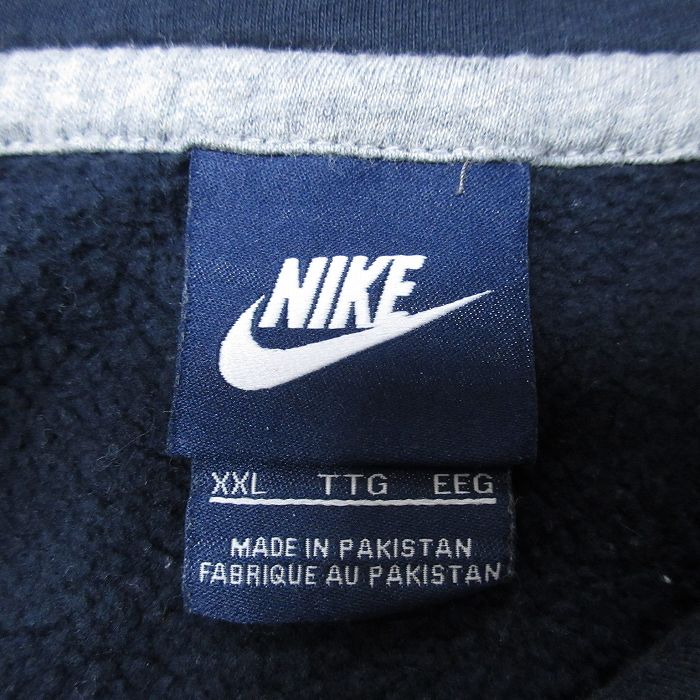 NIKE
XXL TTG EEG
MADE IN PAKISTAN
FABRIQUE AU PAKISTAN